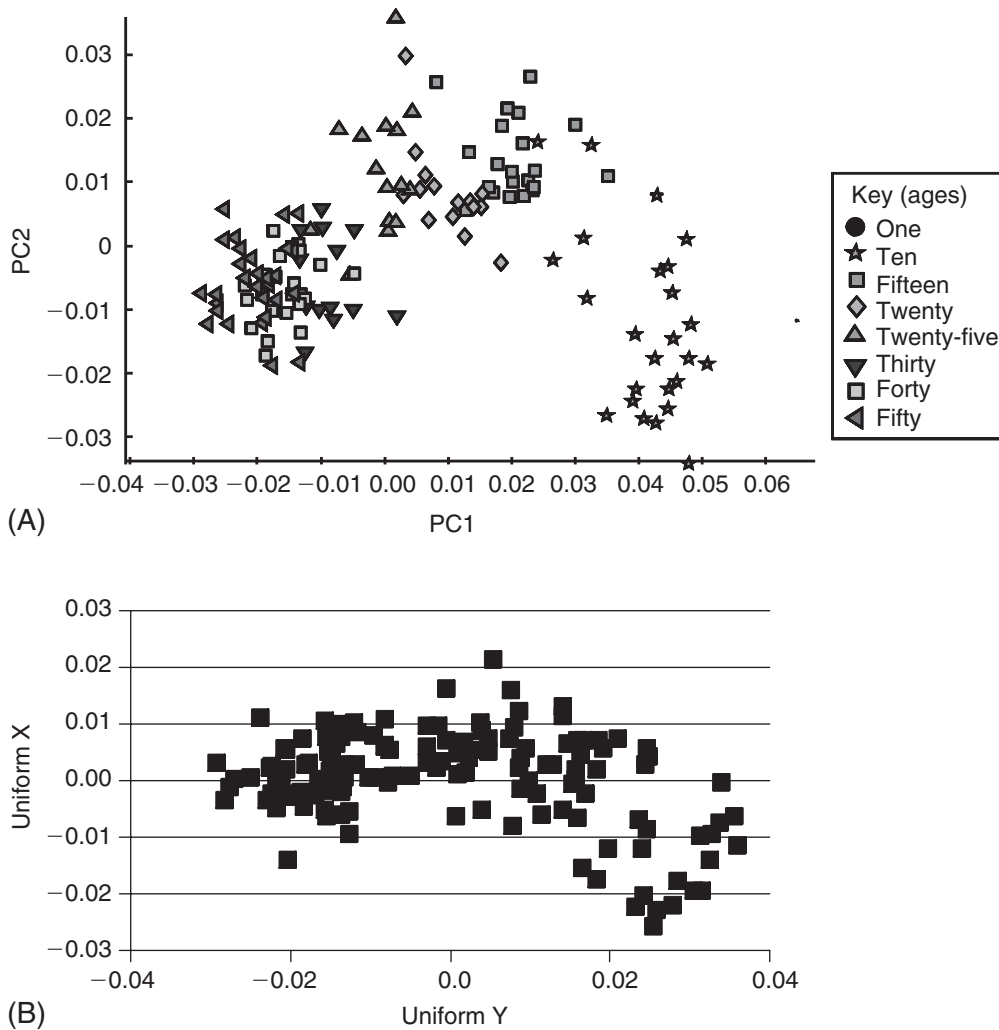 0.03
0.02
0.01
0
−0.01
−0.02
−0.03
PC2
−0.04 −0.03 −0.02 −0.01 0.00 0.01 0.02 0.03 0.04 0.05 0.06
PC1
(A)
Key (ages)
One
Ten
Fifteen
Twenty
Twenty-five
Thirty
Forty
Fifty
0.03
0.02
0.01
0.00
−0.01
−0.02
−0.03
Uniform X
−0.04 −0.02 0.0 0.02 0.04
Uniform Y
(B)